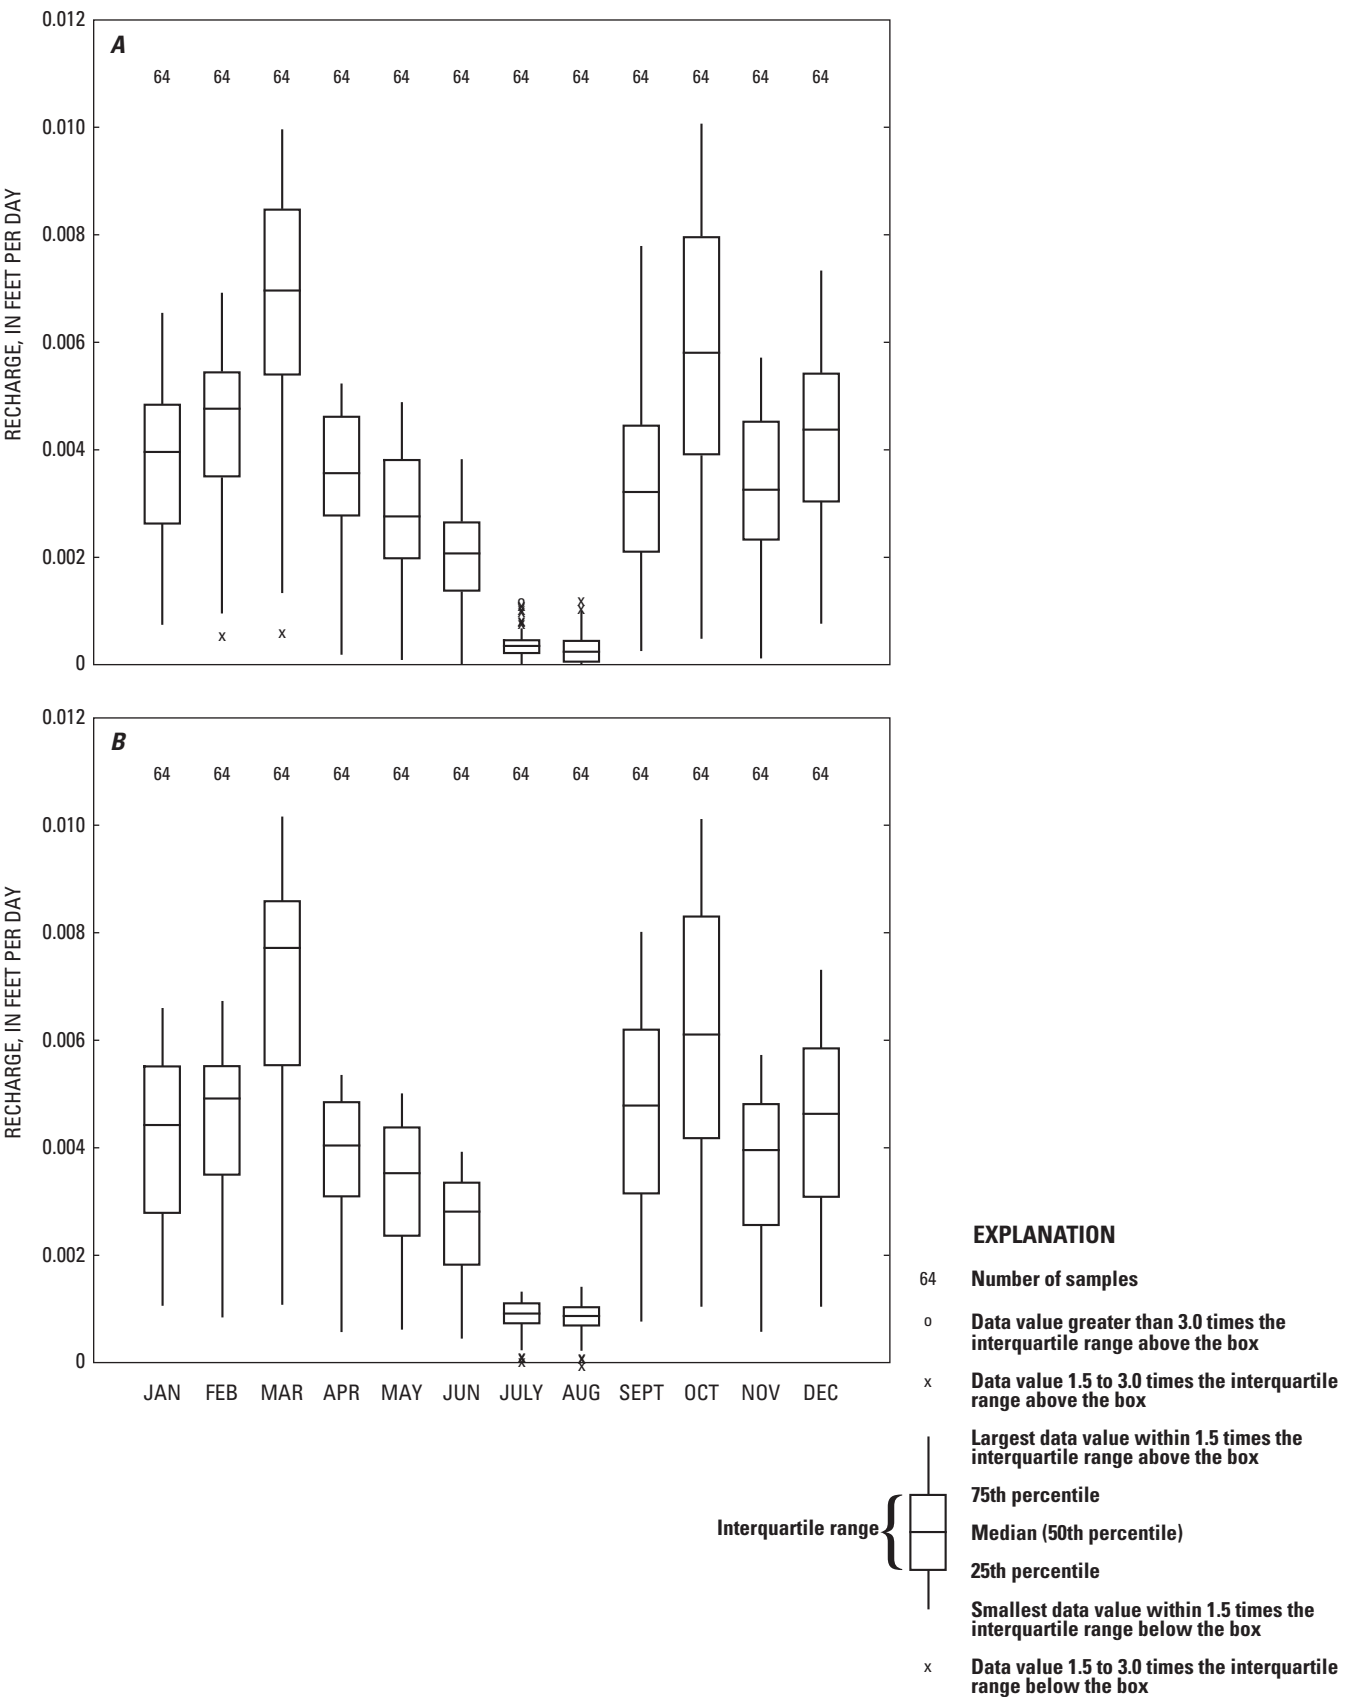 0.012
A
64 64 64 64 64 64 64 64 64 64 64 64
0.010
0.008
0.006
0.004
0.002
0
RECHARGE, IN FEET PER DAY
0.012
B
64 64 64 64 64 64 64 64 64 64 64 64
0.010
0.008
0.006
0.004
0.002
0
RECHARGE, IN FEET PER DAY
JAN FEB MAR APR MAY JUN JULY AUG SEPT OCT NOV DEC
EXPLANATION
64 Number of samples
o Data value greater than 3.0 times the
interquartile range above the box
x Data value 1.5 to 3.0 times the interquartile
range above the box
Largest data value within 1.5 times the
interquartile range above the box
75th percentile
Interquartile range
Median (50th percentile)
25th percentile
Smallest data value within 1.5 times the
interquartile range below the box
x Data value 1.5 to 3.0 times the interquartile
range below the box